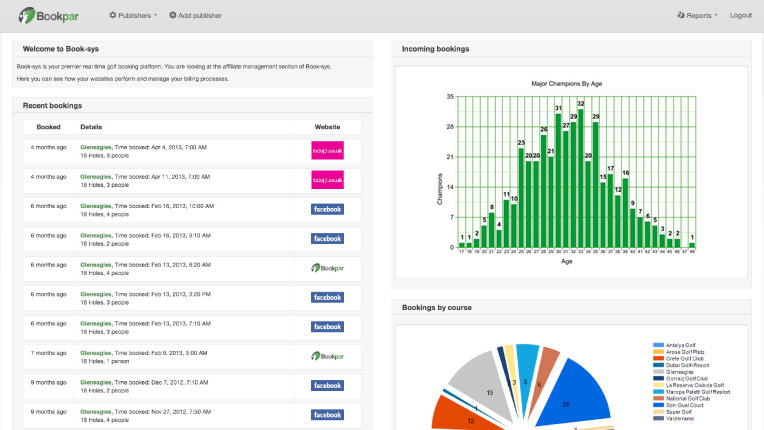 Bookpar
Publishers
Add publisher
Reports
Logout
Welcome to Book-sys
Book-sys is your premier real time golf booking platform. You are looking at the affiliate management section of Book-sys.
Here you can see how your websites perform and manage your billing processes.
Recent bookings
Booked Details Website
4 months ago Gleneagles, Time booked: Apr 4, 2013, 7:00 AM
18 Holes, 3 people
tx247.co.uk
4 months ago Gleneagles, Time booked: Apr 11, 2013, 7:00 AM
18 Holes, 3 people
tx247.co.uk
6 months ago Gleneagles, Time booked: Feb 16, 2013, 10:00 AM
18 Holes, 4 people
facebook
6 months ago Gleneagles, Time booked: Feb 16, 2013, 9:10 AM
18 Holes, 2 people
facebook
6 months ago Gleneagles, Time booked: Feb 13, 2013, 8:20 AM
18 Holes, 4 people
Bookpar
6 months ago Gleneagles, Time booked: Feb 13, 2013, 3:20 PM
18 Holes, 3 people
facebook
6 months ago Gleneagles, Time booked: Feb 13, 2013, 7:10 AM
18 Holes, 3 people
facebook
7 months ago Gleneagles, Time booked: Feb 9, 2013, 9:00 AM
18 Holes, 1 person
Bookpar
9 months ago Gleneagles, Time booked: Dec 7, 2012, 7:10 AM
18 Holes, 2 people
facebook
9 months ago Gleneagles, Time booked: Nov 27, 2012, 7:50 AM
18 Holes, 4 people
facebook
Incoming bookings
Major Champions By Age
Champions
35
28
21
14
7
0
1 1 2 5 8 4 11 10 23 20 20 26 21 31 27 29 32 20 29 15 17 12 16 9 7 6 5 3 2 2 1
17 18 19 20 21 22 23 24 25 26 27 28 29 30 31 32 33 34 35 36 37 38 39 40 41 42 43 44 45 46 47 48
Age
Bookings by course
19
1
12
3
8
6
26
Antalya Golf
Arosa Golf Platz
Crete Golf Club
Dubai Golf-Resort
Gleneagles
Gorraiz Golf Club
La Reserva Club de Golf
Maropa Paletti Golf Resort
National Golf Club
Son Gual Court
Super Golf
Valderrama